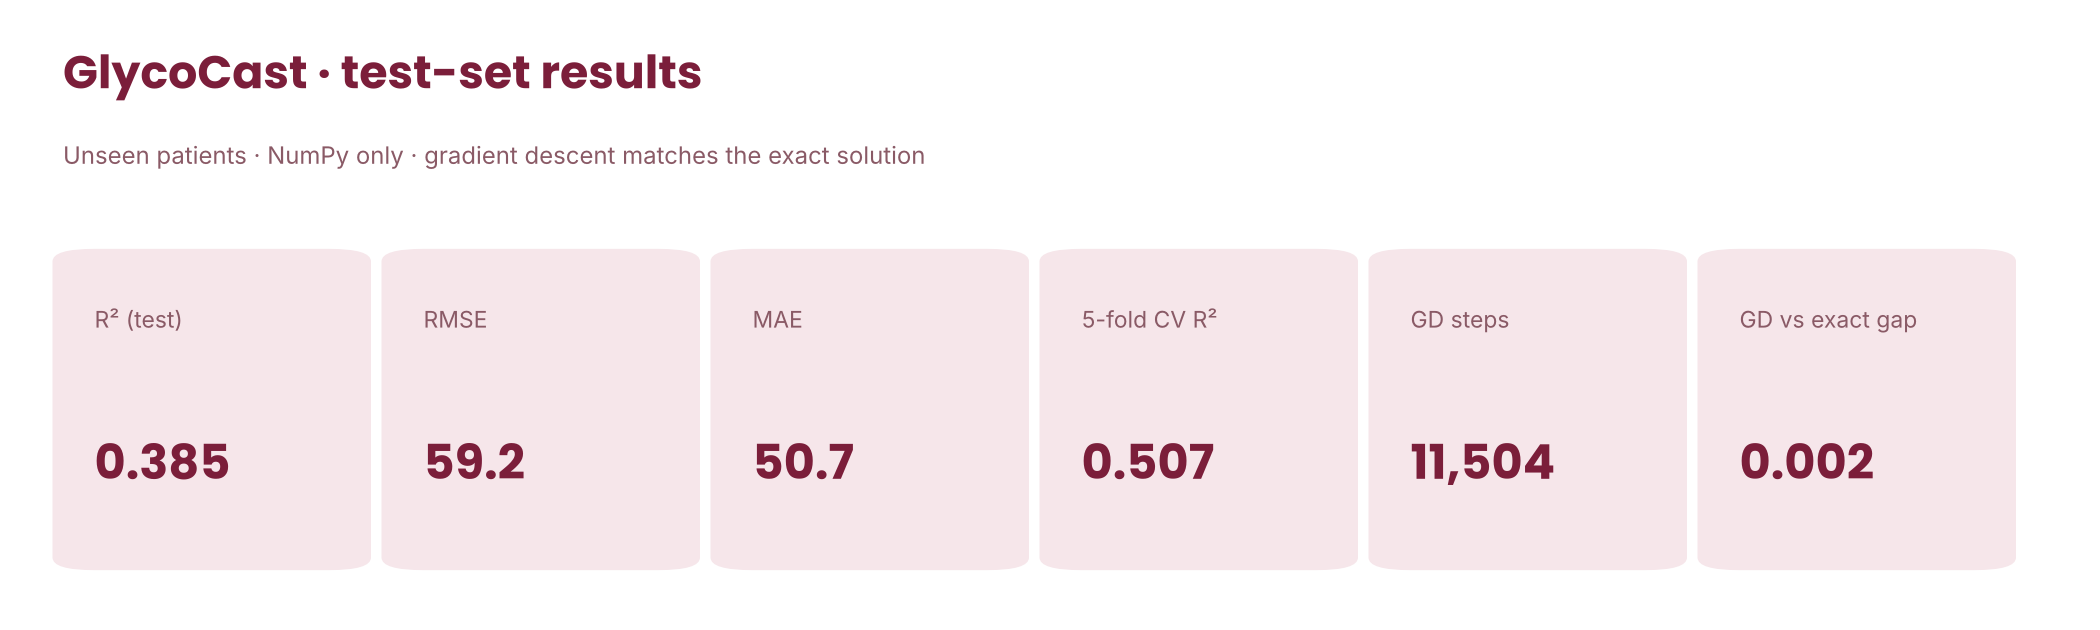 GlycoCast · test-set results
Unseen patients · NumPy only · gradient descent matches the exact solution
R² (test)
RMSE
MAE
5-fold CV R²
GD steps
GD vs exact gap
0.385
59.2
50.7
0.507
11,504
0.002